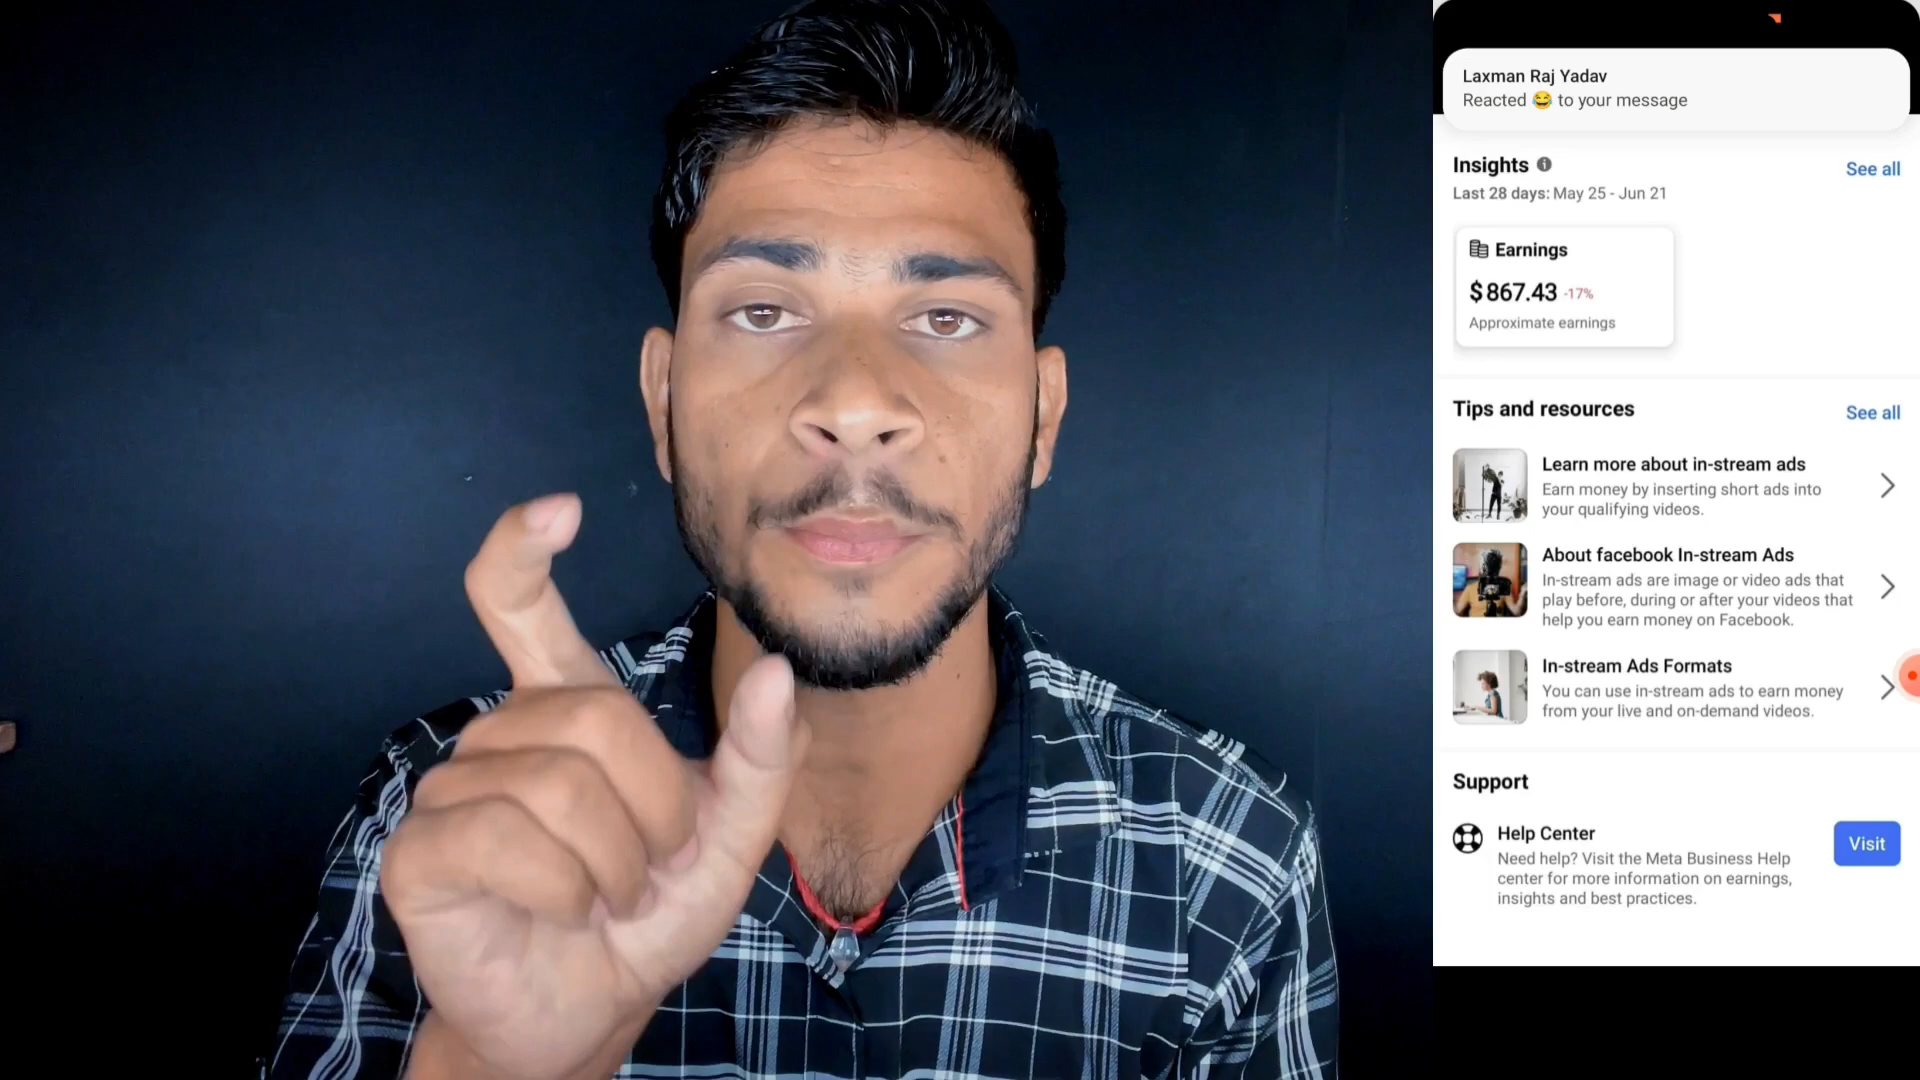 Laxman Raj Yadav
Reacted 😂 to your message
Insights
See all
Last 28 days: May 25 - Jun 21
Earnings
$867.43 -17%
Approximate earnings
Tips and resources
See all
Learn more about in-stream ads
Earn money by inserting short ads into
your qualifying videos.
About facebook In-stream Ads
In-stream ads are image or video ads that
play before, during or after your videos that
help you earn money on Facebook.
In-stream Ads Formats
You can use in-stream ads to earn money
from your live and on-demand videos.
Support
Help Center
Need help? Visit the Meta Business Help
center for more information on earnings,
insights and best practices.
Visit